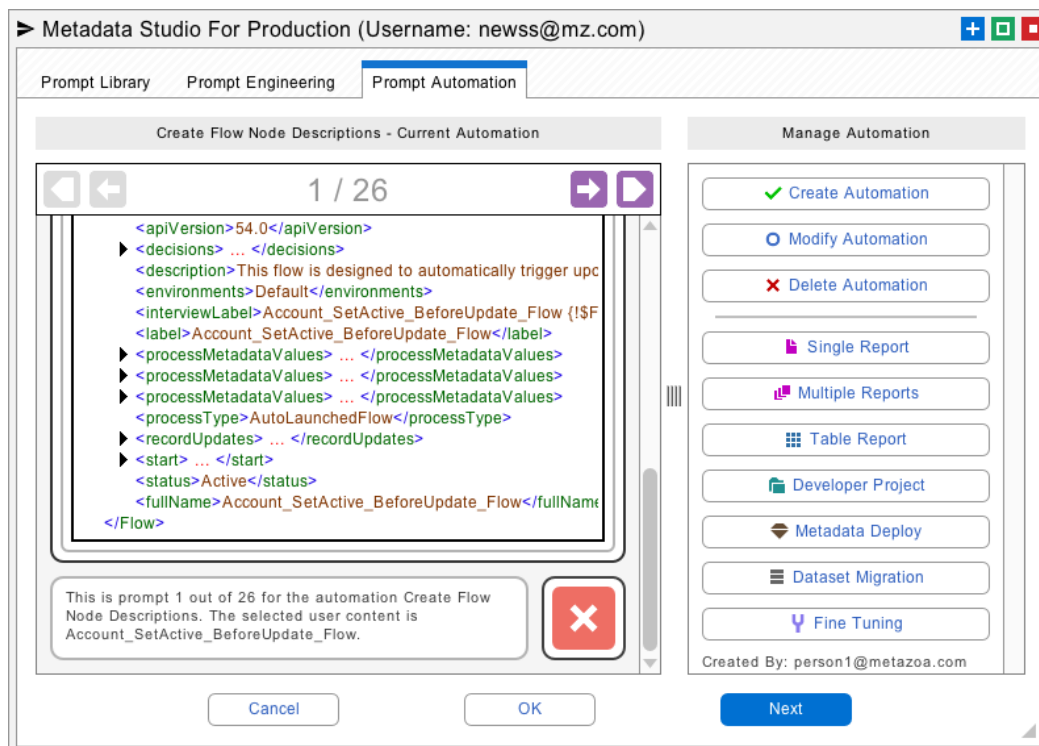 Metadata Studio For Production (Username: newss@mz.com)
Prompt Library
Prompt Engineering
Prompt Automation
Create Flow Node Descriptions - Current Automation
1 / 26
<apiVersion>54.0</apiVersion>
<decisions> ... </decisions>
<description>This flow is designed to automatically trigger upo
<environments>Default</environments>
<interviewLabel>Account_SetActive_BeforeUpdate_Flow {!$F
<label>Account_SetActive_BeforeUpdate_Flow</label>
<processMetadataValues> ... </processMetadataValues>
<processMetadataValues> ... </processMetadataValues>
<processMetadataValues> ... </processMetadataValues>
<processType>AutoLaunchedFlow</processType>
<recordUpdates> ... </recordUpdates>
<start> ... </start>
<status>Active</status>
<fullName>Account_SetActive_BeforeUpdate_Flow</fullName
</Flow>
This is prompt 1 out of 26 for the automation Create Flow
Node Descriptions. The selected user content is
Account_SetActive_BeforeUpdate_Flow.
Manage Automation
Create Automation
Modify Automation
Delete Automation
Single Report
Multiple Reports
Table Report
Developer Project
Metadata Deploy
Dataset Migration
Fine Tuning
Created By: person1@metazoa.com
Cancel
OK
Next